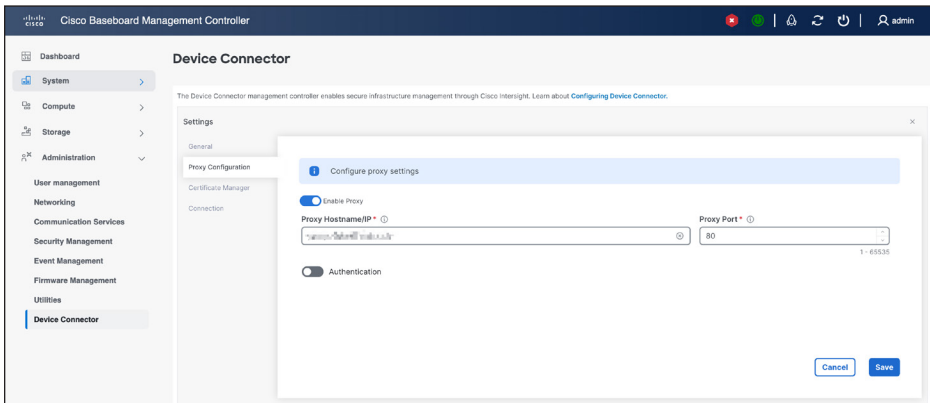 cisco Cisco Baseboard Management Controller
admin
Dashboard
System
Compute
Storage
Administration
User management
Networking
Communication Services
Security Management
Event Management
Firmware Management
Utilities
Device Connector
Device Connector
The Device Connector management controller enables secure infrastructure management through Cisco Intersight. Learn about Configuring Device Connector.
Settings
General
Proxy Configuration
Certificate Manager
Connection
Configure proxy settings
Enable Proxy
Proxy Hostname/IP *
Proxy Port *
80
1 - 65535
Authentication
Cancel Save